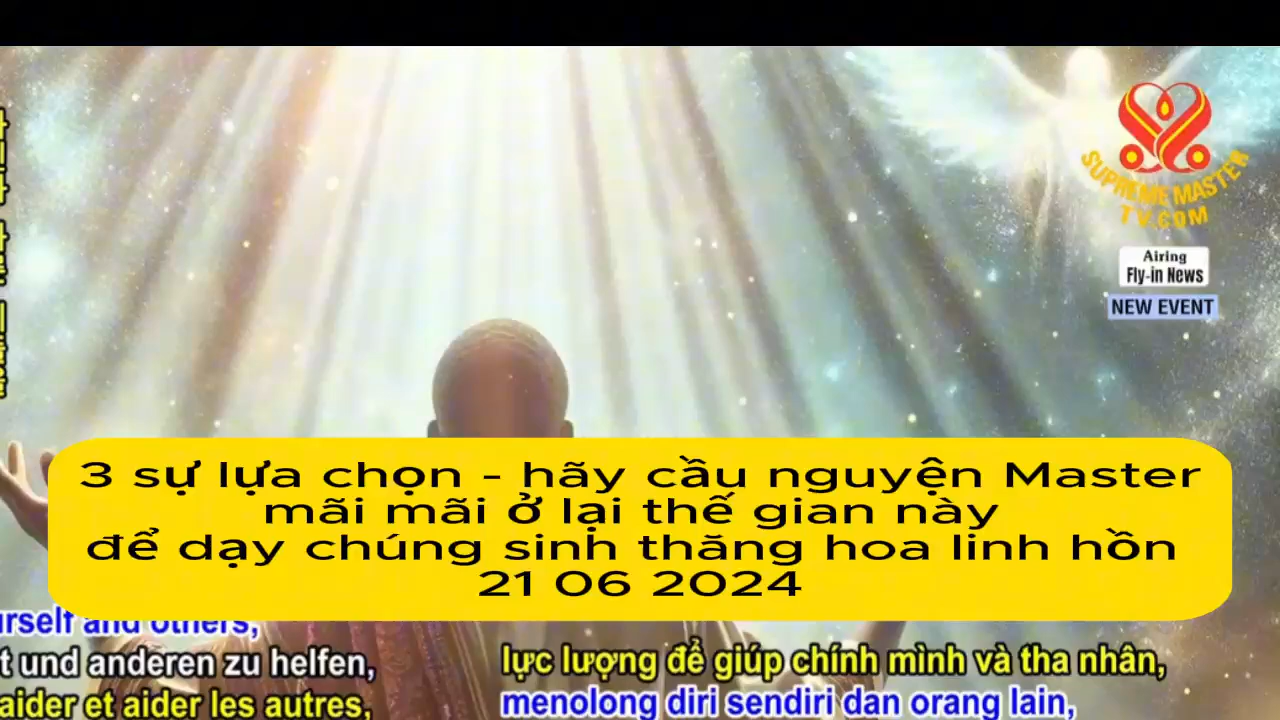 SUPREME MASTER
TV.COM
Airing
Fly-in News
NEW EVENT
3 sự lựa chọn - hãy cầu nguyện Master
mãi mãi ở lại thế gian này
để dạy chúng sinh thăng hoa linh hồn
21 06 2024
and others,
t und anderen zu helfen,
aider et aider les autres,
lực lượng để giúp chính mình và tha nhân,
menolong diri sendiri dan orang lain,